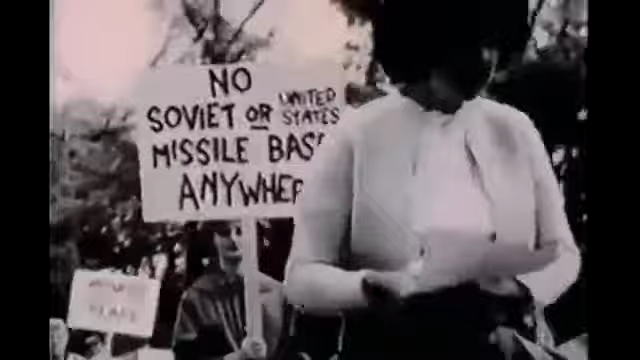 NO
SOVIET OR UNITED STATES
MISSILE BAS
ANYWHER